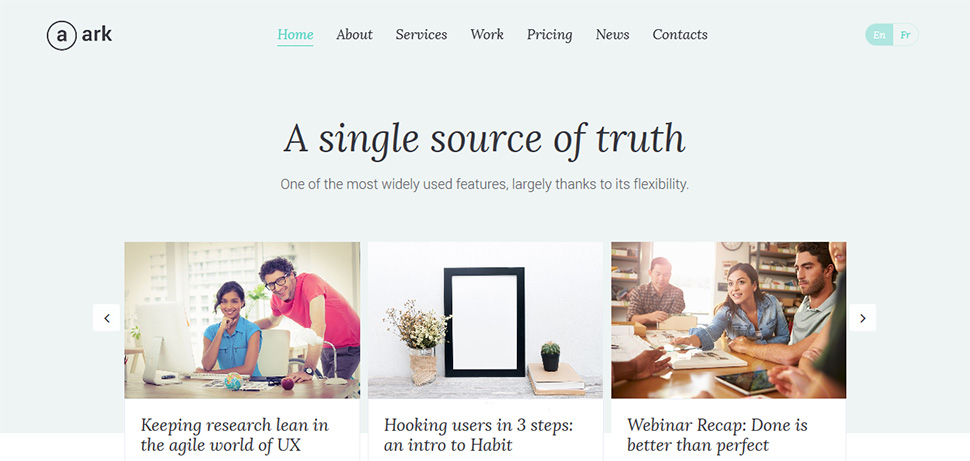 a ark
Home About Services Work Pricing News Contacts
En Fr
A single source of truth
One of the most widely used features, largely thanks to its flexibility.
Keeping research lean in
the agile world of UX
Hooking users in 3 steps:
an intro to Habit
Webinar Recap: Done is
better than perfect